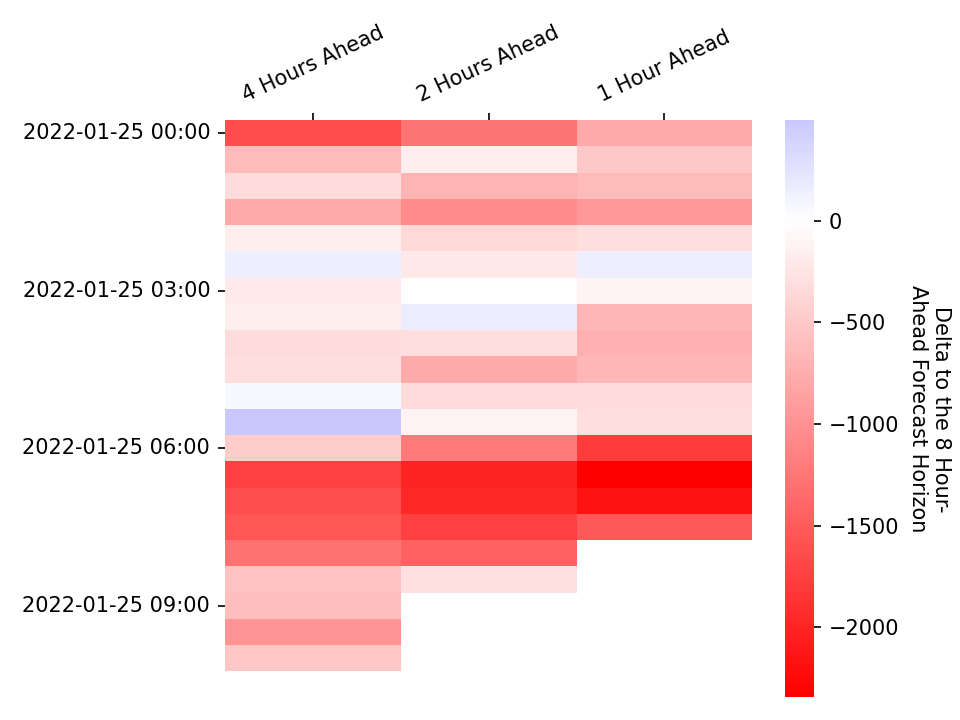 4 Hours Ahead
2 Hours Ahead
1 Hour Ahead
2022-01-25 00:00
2022-01-25 03:00
2022-01-25 06:00
2022-01-25 09:00
0
−500
−1000
−1500
−2000
Delta to the 8 Hour-
Ahead Forecast Horizon